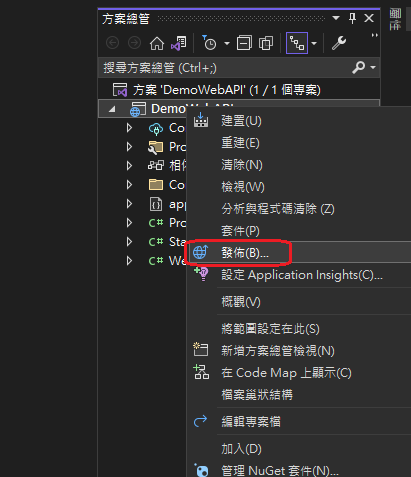 方案總管
搜尋方案總管 (Ctrl+;)
方案 'DemoWebAPI' (1 / 1 個專案)
DemoWebAPI
Co
Pro
相依
Co
app
Pro
Sta
We
建置(U)
重建(E)
清除(N)
檢視(W)
分析與程式碼清除 (Z)
套件(P)
發佈(B)...
設定 Application Insights(C)...
概觀(V)
將範圍設定在此(S)
新增方案總管檢視(N)
在 Code Map 上顯示(C)
檔案巢狀結構
編輯專案檔
加入(D)
管理 NuGet 套件(N)...